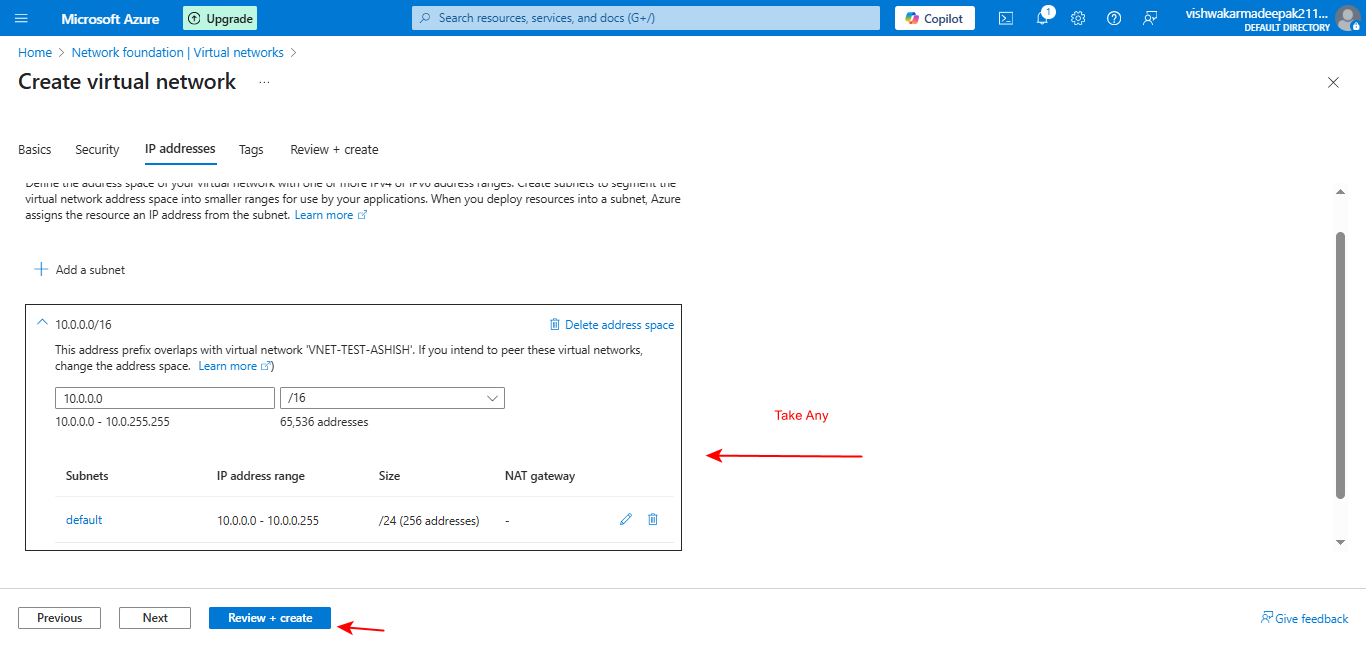 Microsoft Azure
Upgrade
Search resources, services, and docs (G+/)
Copilot
1
vishwakarmadeepak211...
DEFAULT DIRECTORY
Home > Network foundation | Virtual networks >
Create virtual network ...
Basics Security IP addresses Tags Review + create
Define the address space of your virtual network with one or more IPv4 or IPv6 address ranges. Create subnets to segment the
virtual network address space into smaller ranges for use by your applications. When you deploy resources into a subnet, Azure
assigns the resource an IP address from the subnet. Learn more
Add a subnet
10.0.0.0/16 Delete address space
This address prefix overlaps with virtual network 'VNET-TEST-ASHISH'. If you intend to peer these virtual networks,
change the address space. Learn more )
10.0.0.0 /16
10.0.0.0 - 10.0.255.255 65,536 addresses
Take Any
Subnets IP address range Size NAT gateway
default 10.0.0.0 - 10.0.0.255 /24 (256 addresses) -
Previous Next Review + create Give feedback